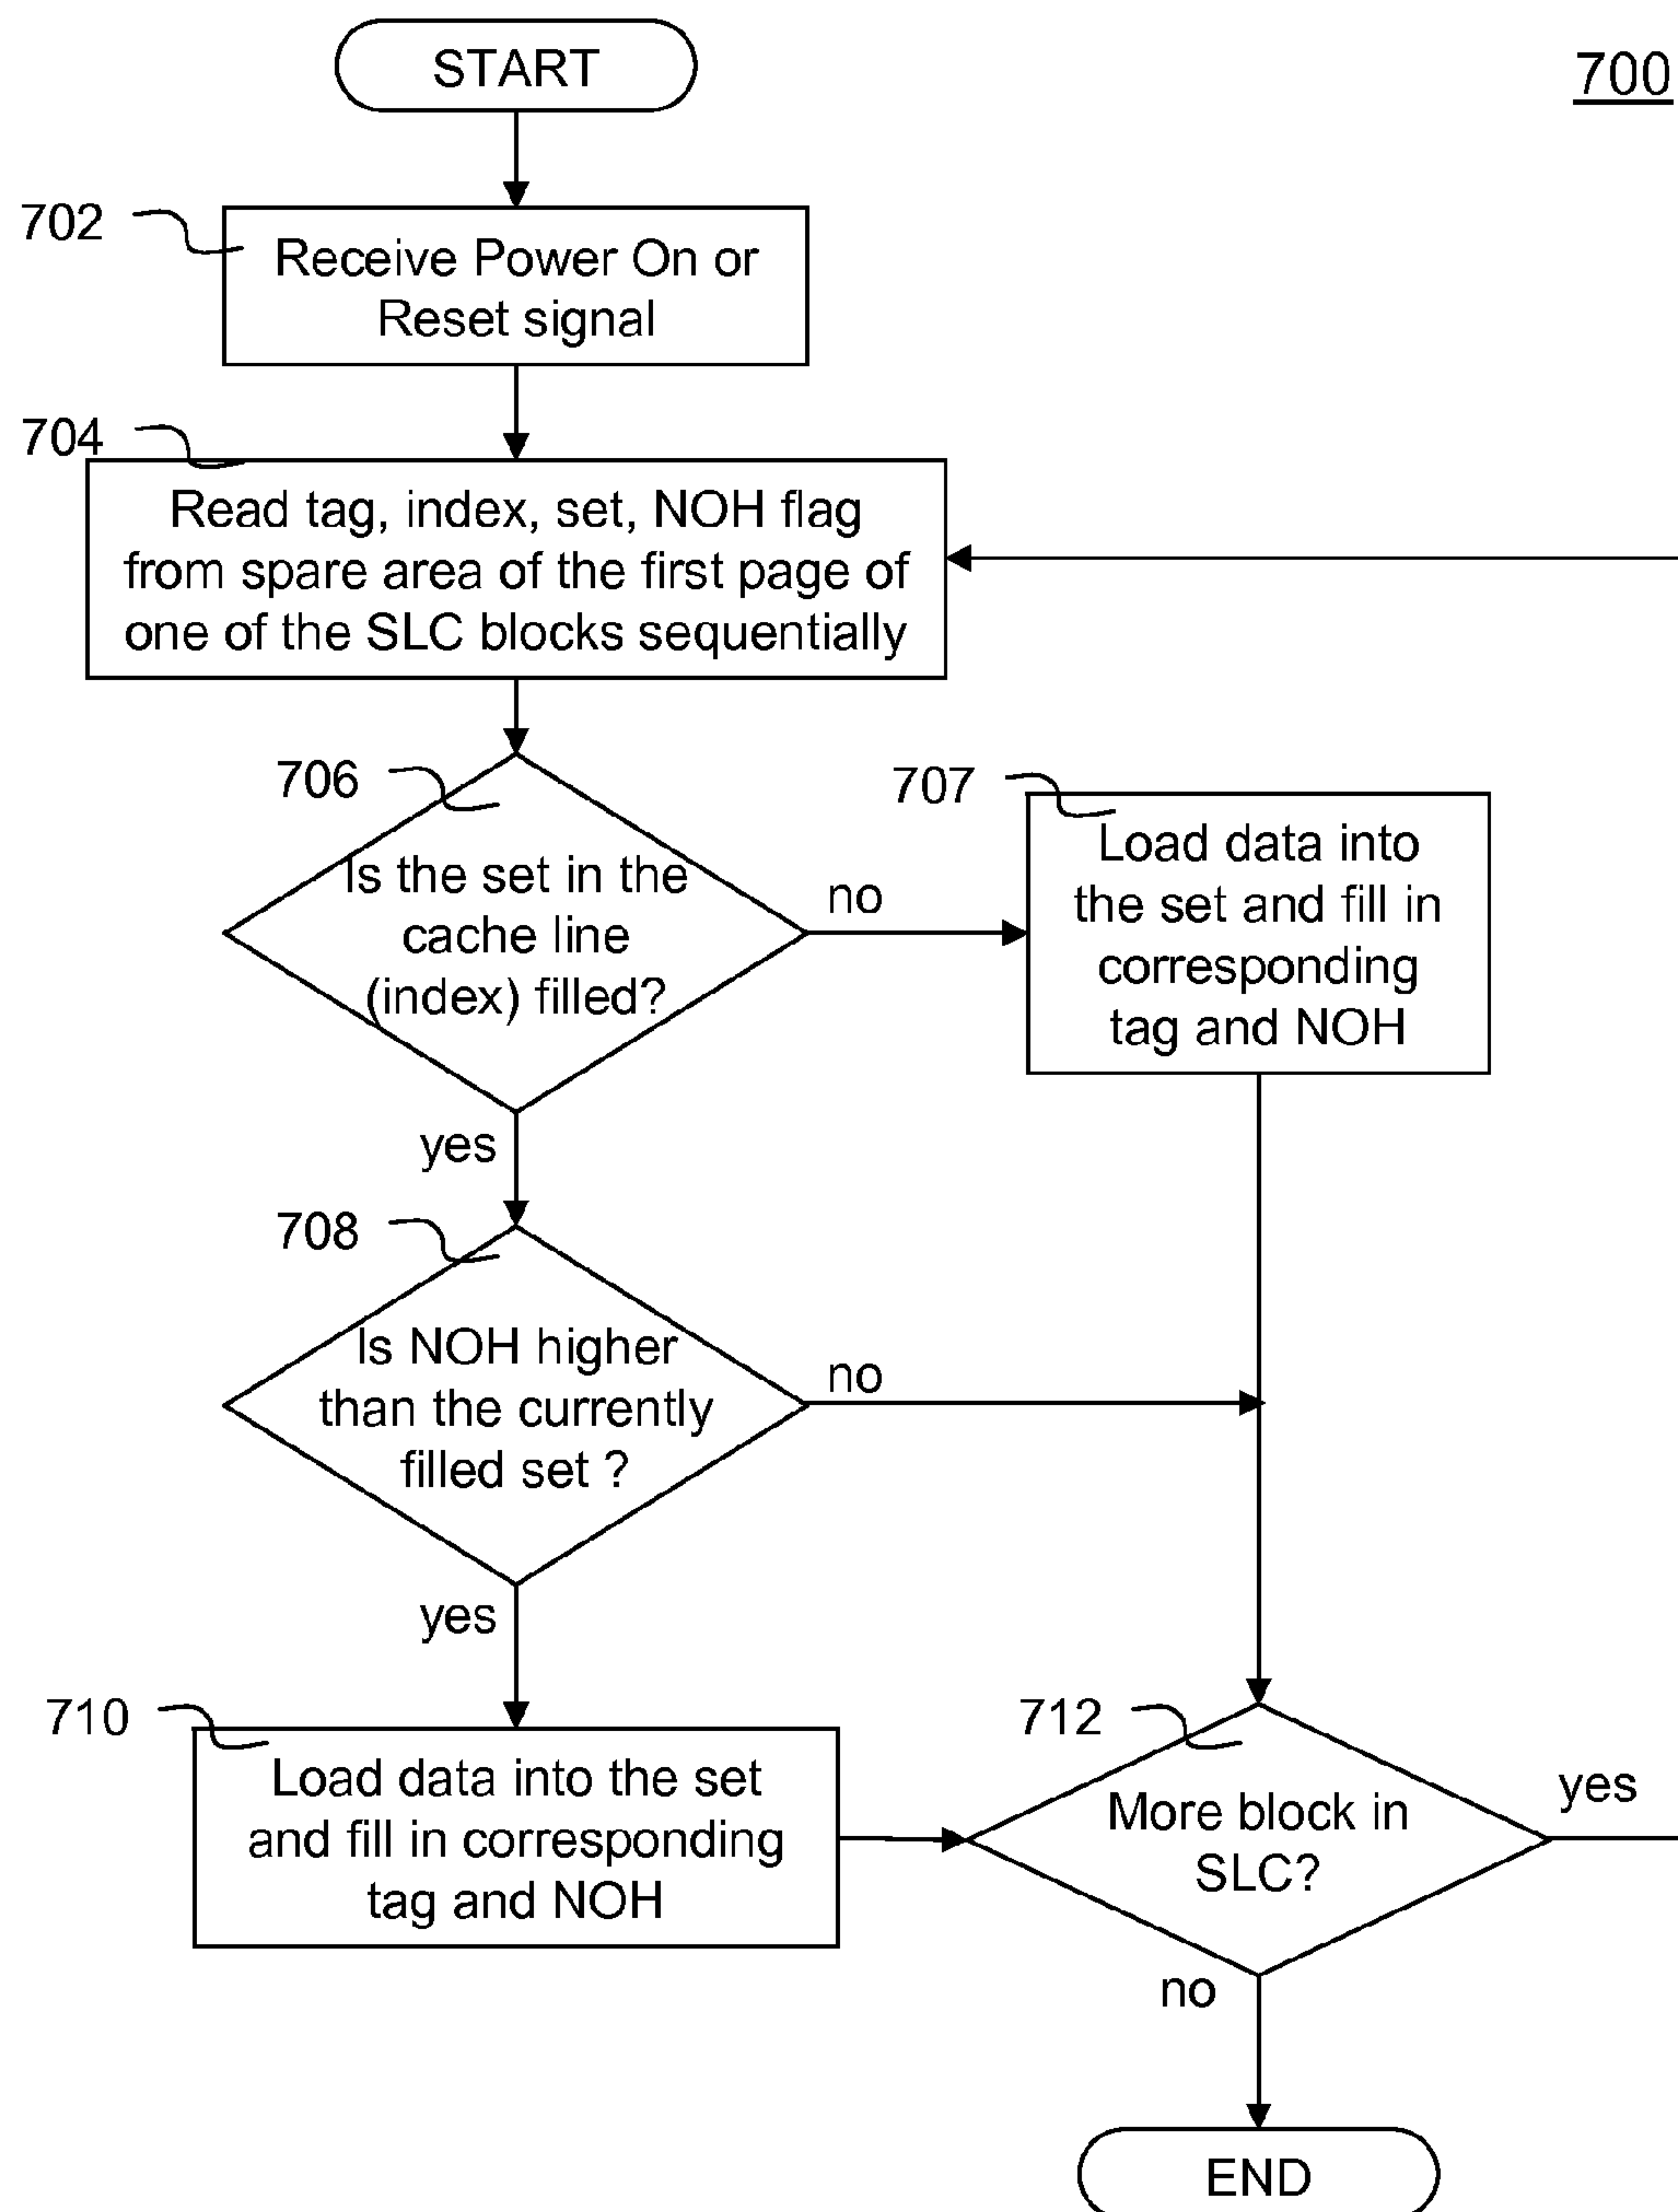 START
700
702
Receive Power On or
Reset signal
704
Read tag, index, set, NOH flag
from spare area of the first page of
one of the SLC blocks sequentially
706
Is the set in the
cache line
(index) filled?
no
yes
707
Load data into
the set and fill in
corresponding
tag and NOH
708
Is NOH higher
than the currently
filled set ?
no
yes
710
Load data into the set
and fill in corresponding
tag and NOH
712
More block in
SLC?
yes
no
END